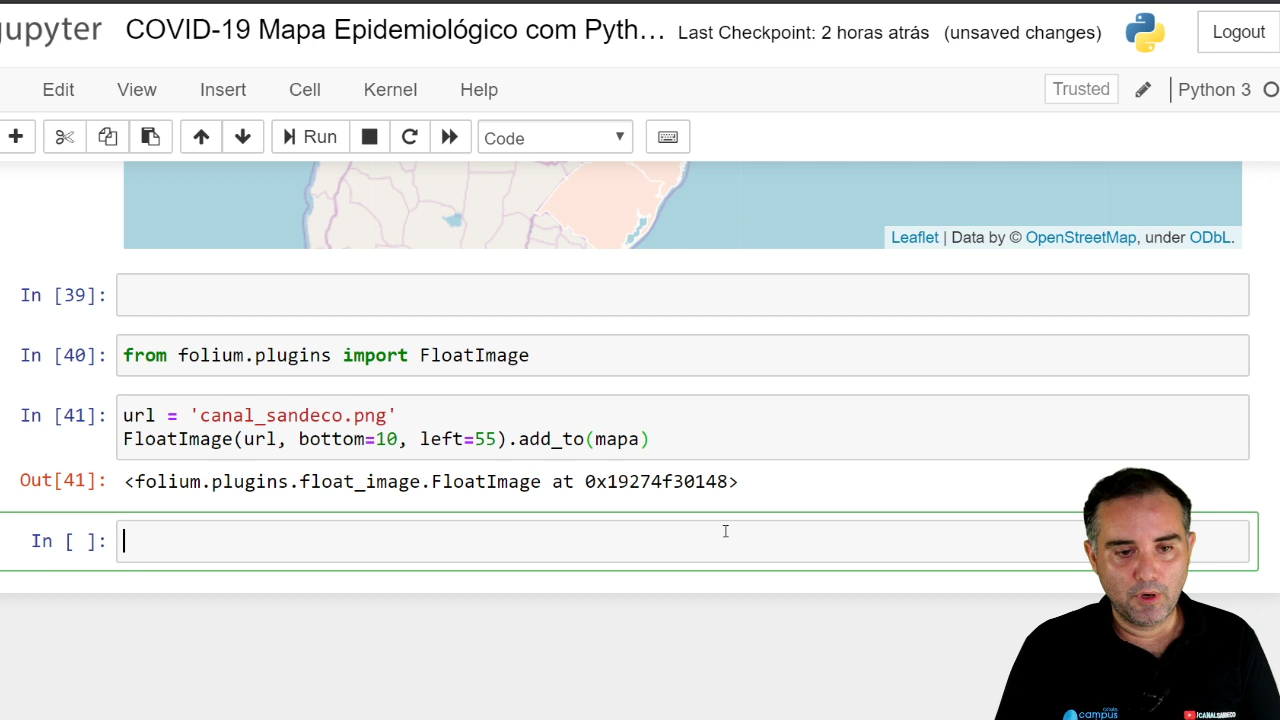 jupyter COVID-19 Mapa Epidemiológico com Pyth... Last Checkpoint: 2 horas atrás (unsaved changes) Logout
Edit View Insert Cell Kernel Help Trusted Python 3
Run Code
Leaflet | Data by © OpenStreetMap, under ODbL.
In [39]:
In [40]: from folium.plugins import FloatImage
In [41]: url = 'canal_sandeco.png'
FloatImage(url, bottom=10, left=55).add_to(mapa)
Out[41]: <folium.plugins.float_image.FloatImage at 0x19274f30148>
In [ ]:
campus
/CANALSANDECO